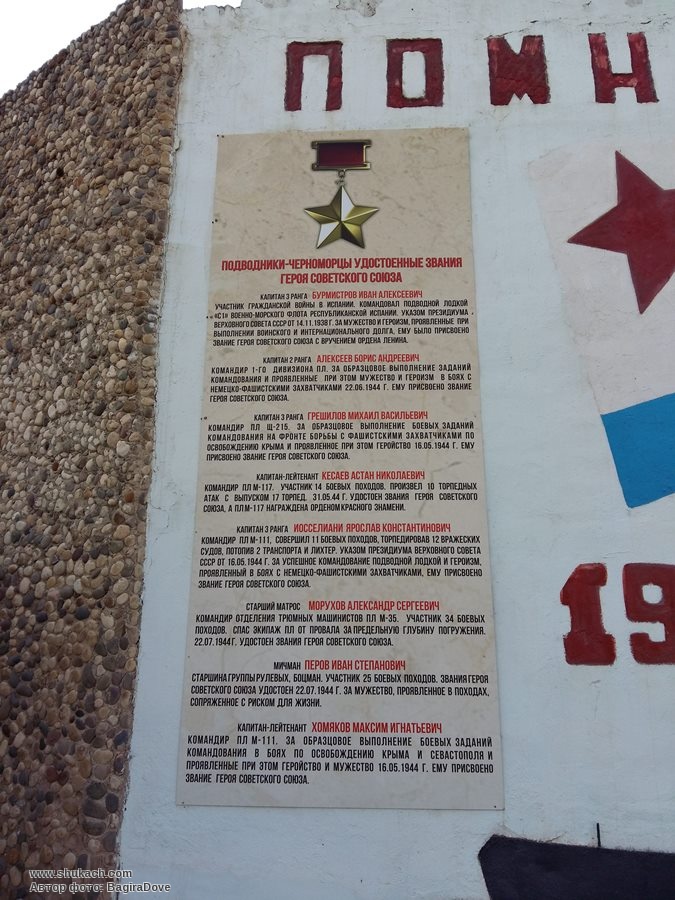 ПОМН
ПОДВОДНИКИ-ЧЕРНОМОРЦЫ УДОСТОЕННЫЕ ЗВАНИЯ
ГЕРОЯ СОВЕТСКОГО СОЮЗА
КАПИТАН 3 РАНГА БУРМИСТРОВ ИВАН АЛЕКСЕЕВИЧ
УЧАСТНИК ГРАЖДАНСКОЙ ВОЙНЫ В ИСПАНИИ. КОМАНДОВАЛ ПОДВОДНОЙ ЛОДКОЙ
«С1» ВОЕННО-МОРСКОГО ФЛОТА РЕСПУБЛИКАНСКОЙ ИСПАНИИ. УКАЗОМ ПРЕЗИДИУМА
ВЕРХОВНОГО СОВЕТА СССР ОТ 14.11.1938 Г. ЗА МУЖЕСТВО И ГЕРОИЗМ, ПРОЯВЛЕННЫЕ ПРИ
ВЫПОЛНЕНИИ ВОИНСКОГО И ИНТЕРНАЦИОНАЛЬНОГО ДОЛГА, ЕМУ БЫЛО ПРИСВОЕНО
ЗВАНИЕ ГЕРОЯ СОВЕТСКОГО СОЮЗА С ВРУЧЕНИЕМ ОРДЕНА ЛЕНИНА.
КАПИТАН 2 РАНГА АЛЕКСЕЕВ БОРИС АНДРЕЕВИЧ
КОМАНДИР 1-ГО ДИВИЗИОНА ПЛ. ЗА ОБРАЗЦОВОЕ ВЫПОЛНЕНИЕ ЗАДАНИЙ
КОМАНДОВАНИЯ И ПРОЯВЛЕННЫЕ ПРИ ЭТОМ МУЖЕСТВО И ГЕРОИЗМ В БОЯХ С
НЕМЕЦКО-ФАШИСТСКИМИ ЗАХВАТЧИКАМИ 22.06.1944 Г. ЕМУ ПРИСВОЕНО ЗВАНИЕ
ГЕРОЯ СОВЕТСКОГО СОЮЗА.
КАПИТАН 3 РАНГА ГРЕШИЛОВ МИХАИЛ ВАСИЛЬЕВИЧ
КОМАНДИР ПЛ Щ-215. ЗА ОБРАЗЦОВОЕ ВЫПОЛНЕНИЕ БОЕВЫХ ЗАДАНИЙ
КОМАНДОВАНИЯ НА ФРОНТЕ БОРЬБЫ С ФАШИСТСКИМИ ЗАХВАТЧИКАМИ ПО
ОСВОБОЖДЕНИЮ КРЫМА И ПРОЯВЛЕННОЕ ПРИ ЭТОМ ГЕРОЙСТВО 16.05.1944 Г. ЕМУ
ПРИСВОЕНО ЗВАНИЕ ГЕРОЯ СОВЕТСКОГО СОЮЗА.
КАПИТАН-ЛЕЙТЕНАНТ КЕСАЕВ АСТАН НИКОЛАЕВИЧ
КОМАНДИР ПЛ М-117. УЧАСТНИК 14 БОЕВЫХ ПОХОДОВ. ПРОИЗВЕЛ 10 ТОРПЕДНЫХ
АТАК С ВЫПУСКОМ 17 ТОРПЕД. 31.05.44 Г. УДОСТОЕН ЗВАНИЯ ГЕРОЯ СОВЕТСКОГО
СОЮЗА, А ПЛ М-117 НАГРАЖДЕНА ОРДЕНОМ КРАСНОГО ЗНАМЕНИ.
КАПИТАН 3 РАНГА ИОССЕЛИАНИ ЯРОСЛАВ КОНСТАНТИНОВИЧ
КОМАНДИР ПЛ М-111, СОВЕРШИЛ 11 БОЕВЫХ ПОХОДОВ, ТОРПЕДИРОВАВ 12 ВРАЖЕСКИХ
СУДОВ, ПОТОПИВ 2 ТРАНСПОРТА И ЛИХТЕР. УКАЗОМ ПРЕЗИДИУМА ВЕРХОВНОГО СОВЕТА
СССР ОТ 16.05.1944 Г. ЗА УСПЕШНОЕ КОМАНДОВАНИЕ ПОДВОДНОЙ ЛОДКОЙ И ГЕРОИЗМ,
ПРОЯВЛЕННЫЙ В БОЯХ С НЕМЕЦКО-ФАШИСТСКИМИ ЗАХВАТЧИКАМИ, ЕМУ ПРИСВОЕНО
ЗВАНИЕ ГЕРОЯ СОВЕТСКОГО СОЮЗА.
СТАРШИЙ МАТРОС МОРУХОВ АЛЕКСАНДР СЕРГЕЕВИЧ
КОМАНДИР ОТДЕЛЕНИЯ ТРЮМНЫХ МАШИНИСТОВ ПЛ М-35. УЧАСТНИК 34 БОЕВЫХ
ПОХОДОВ. СПАС ЭКИПАЖ ПЛ ОТ ПРОВАЛА ЗА ПРЕДЕЛЬНУЮ ГЛУБИНУ ПОГРУЖЕНИЯ.
22.07.1944 Г. УДОСТОЕН ЗВАНИЯ ГЕРОЯ СОВЕТСКОГО СОЮЗА.
МИЧМАН ПЕРОВ ИВАН СТЕПАНОВИЧ
СТАРШИНА ГРУППЫ РУЛЕВЫХ, БОЦМАН. УЧАСТНИК 25 БОЕВЫХ ПОХОДОВ. ЗВАНИЯ ГЕРОЯ
СОВЕТСКОГО СОЮЗА УДОСТОЕН 22.07.1944 Г. ЗА МУЖЕСТВО, ПРОЯВЛЕННОЕ В ПОХОДАХ,
СОПРЯЖЕННОЕ С РИСКОМ ДЛЯ ЖИЗНИ.
КАПИТАН-ЛЕЙТЕНАНТ ХОМЯКОВ МАКСИМ ИГНАТЬЕВИЧ
КОМАНДИР ПЛ М-111. ЗА ОБРАЗЦОВОЕ ВЫПОЛНЕНИЕ БОЕВЫХ ЗАДАНИЙ
КОМАНДОВАНИЯ В БОЯХ ПО ОСВОБОЖДЕНИЮ КРЫМА И СЕВАСТОПОЛЯ И
ПРОЯВЛЕННЫЕ ПРИ ЭТОМ ГЕРОЙСТВО И МУЖЕСТВО 16.05.1944 Г. ЕМУ ПРИСВОЕНО
ЗВАНИЕ ГЕРОЯ СОВЕТСКОГО СОЮЗА.
19
www.shukach.com
Автор фото: BagiraDove